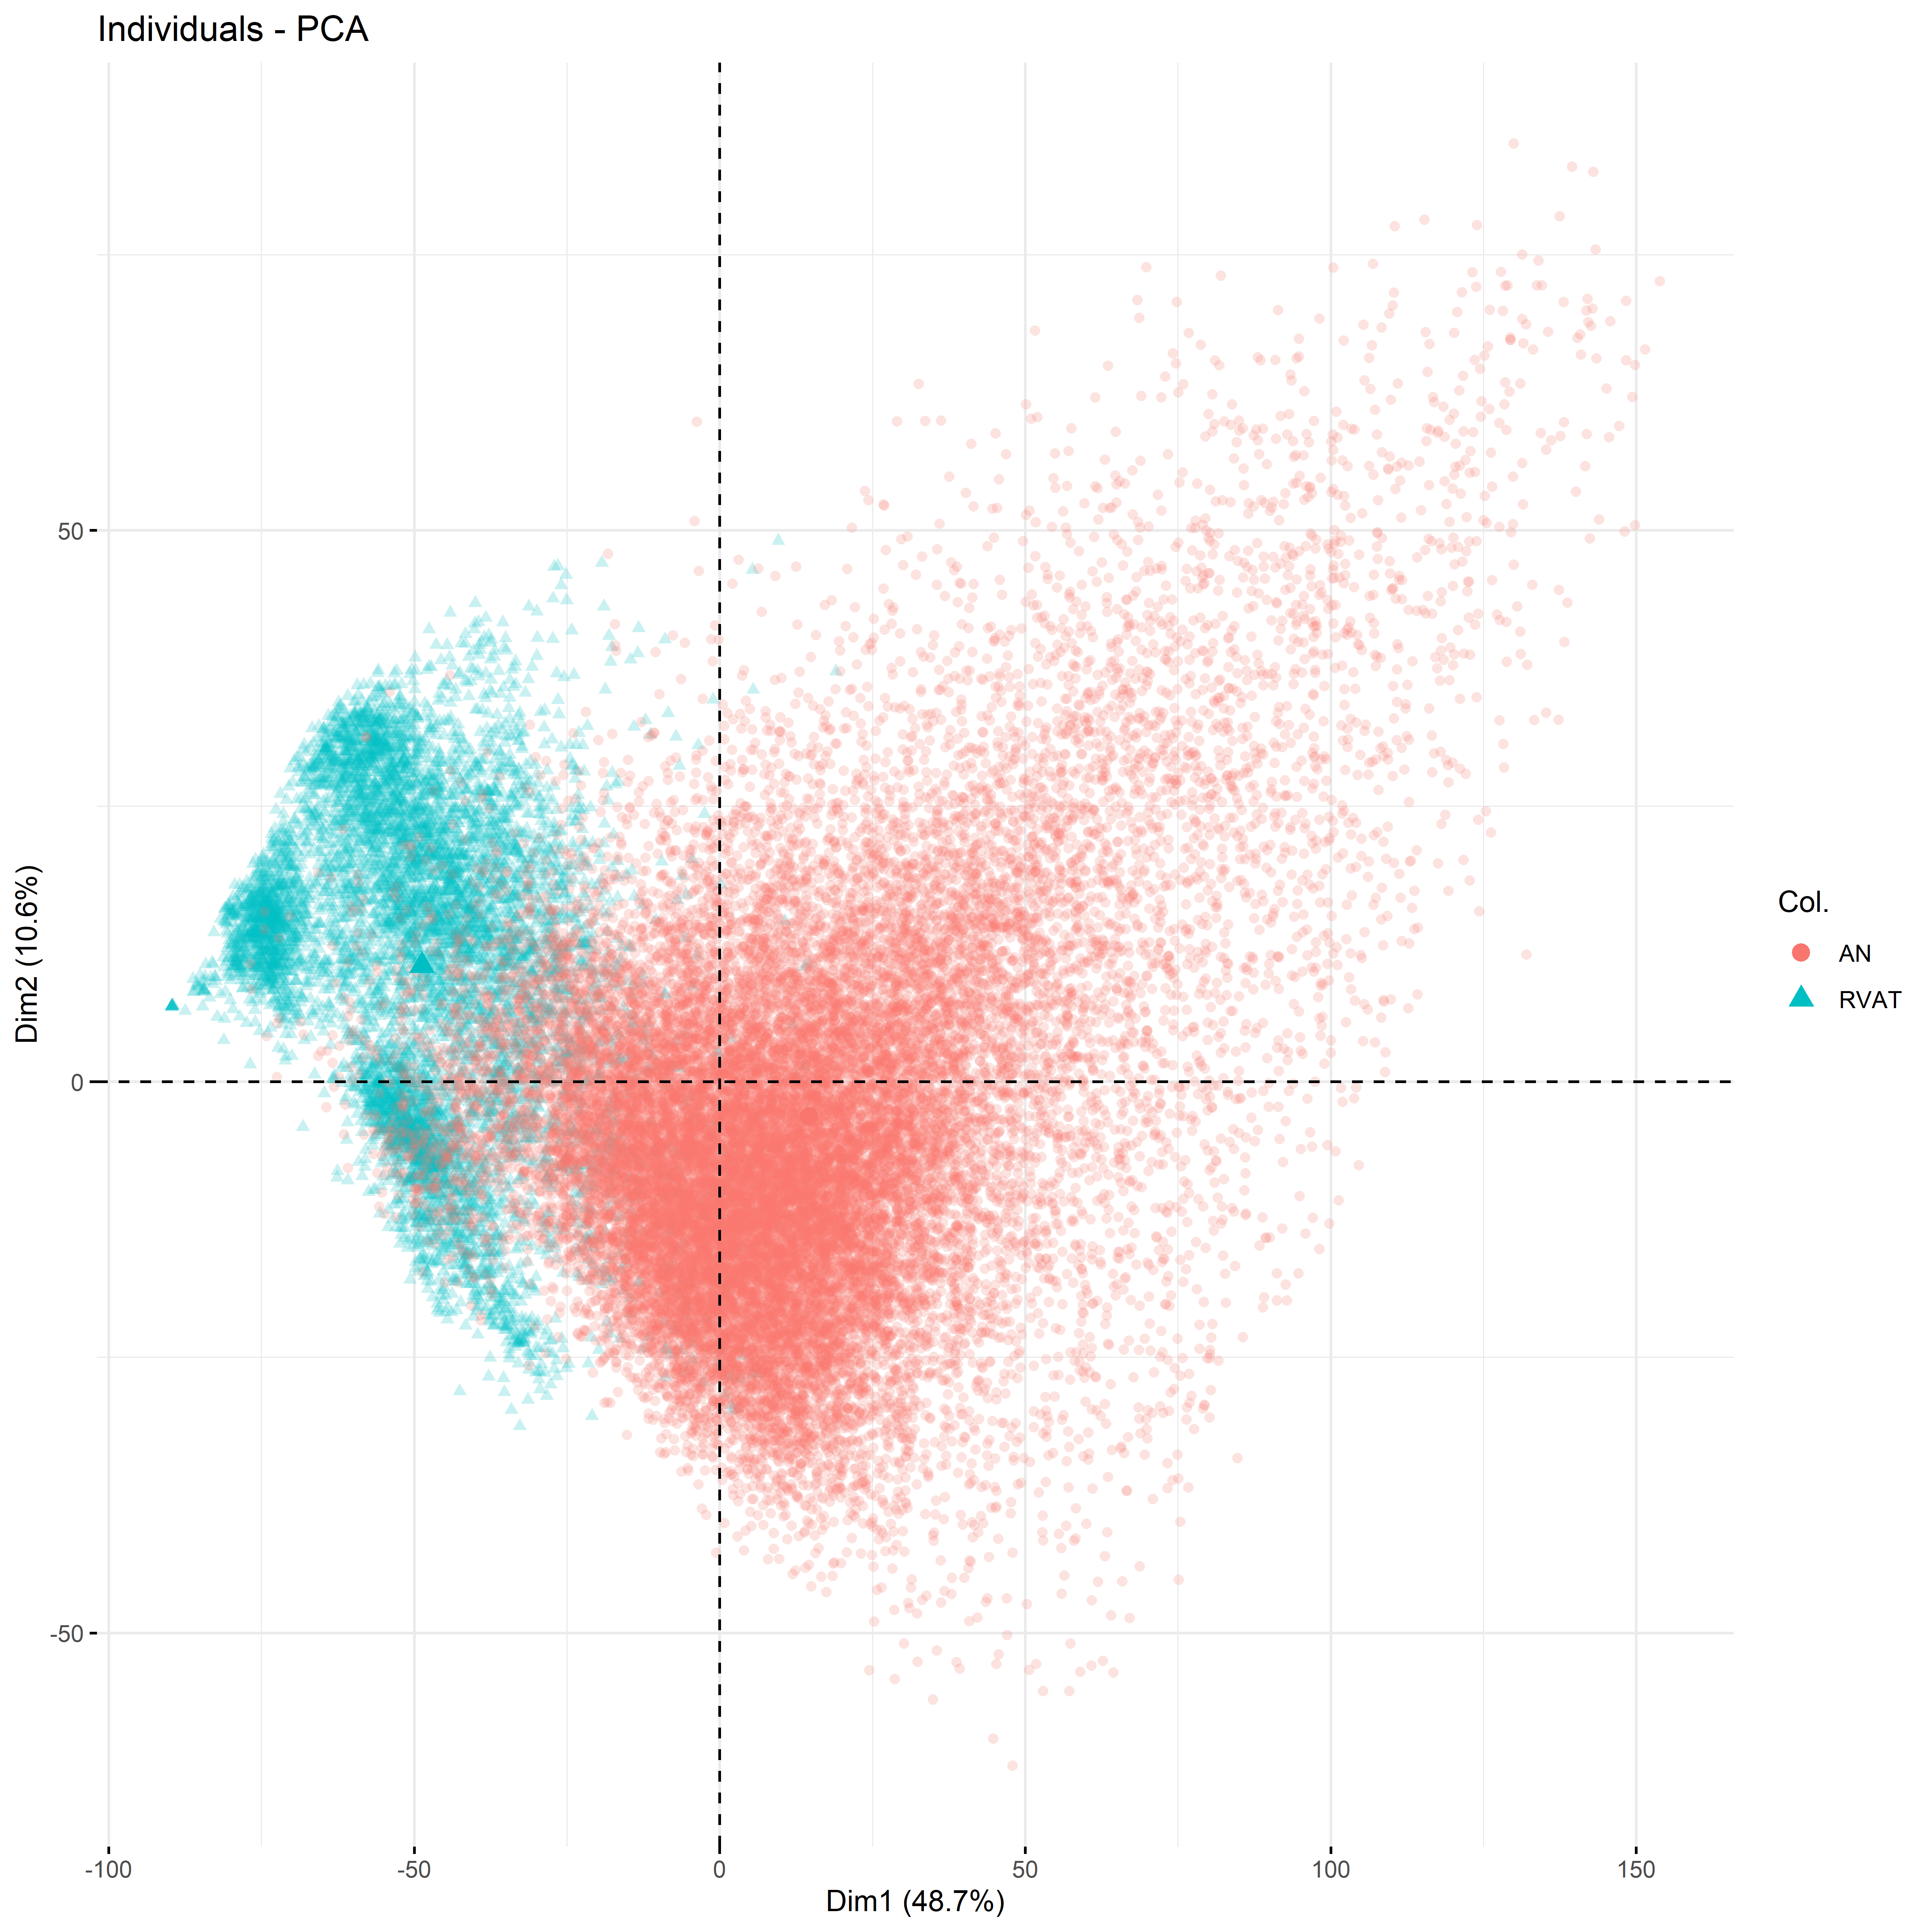 Individuals - PCA
50
0
-50
Dim2 (10.6%)
-100
-50
0
50
100
150
Dim1 (48.7%)
Col.
AN
RVAT